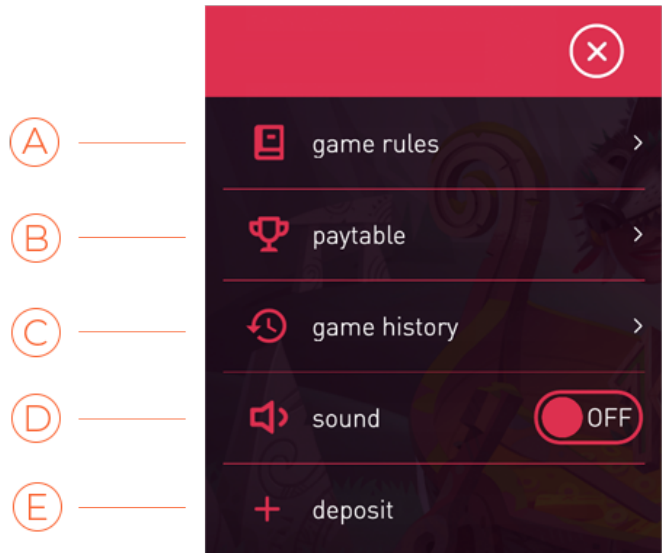 A game rules
B paytable
C game history
D sound OFF
E deposit